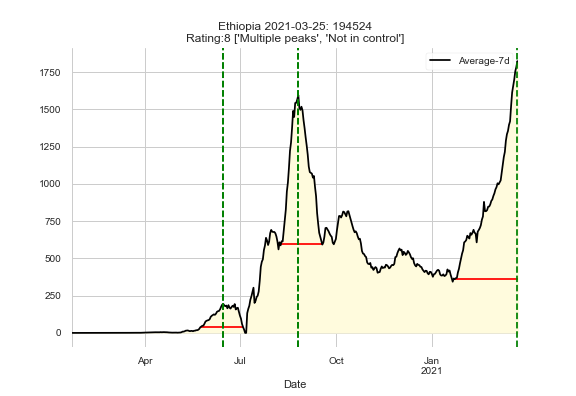 Ethiopia 2021-03-25: 194524
Rating:8 ['Multiple peaks', 'Not in control']
Average-7d
1750
1500
1250
1000
750
500
250
0
Apr
Jul
Oct
Jan
2021
Date